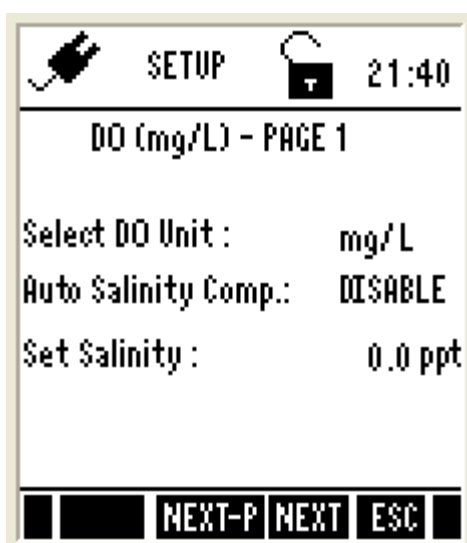 SETUP 21:40
DO (mg/L) - PAGE 1
Select DO Unit : mg/L
Auto Salinity Comp.: DISABLE
Set Salinity : 0.0 ppt
NEXT-P NEXT ESC